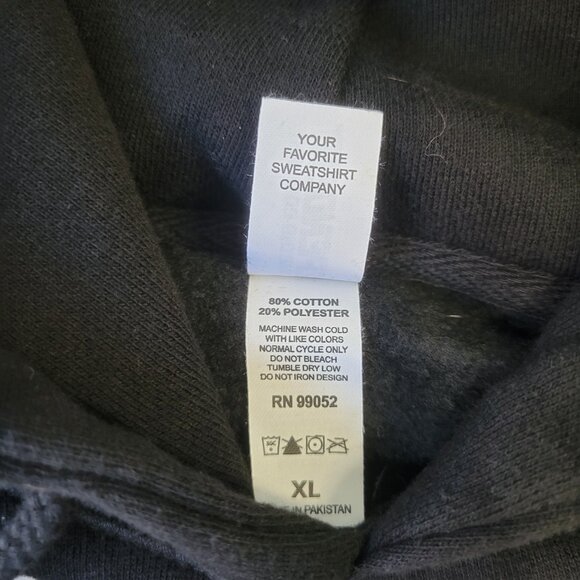 YOUR
FAVORITE
SWEATSHIRT
COMPANY
80% COTTON
20% POLYESTER
MACHINE WASH COLD
WITH LIKE COLORS
NORMAL CYCLE ONLY
DO NOT BLEACH
TUMBLE DRY LOW
DO NOT IRON DESIGN
RN 99052
XL
IN PAKISTAN